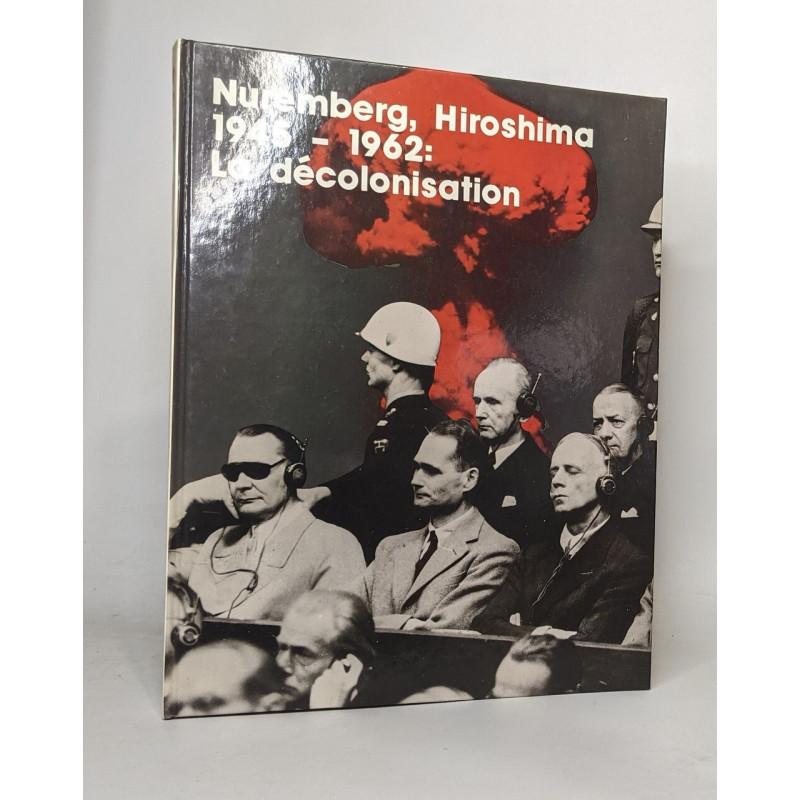 Nuremberg, Hiroshima
1945 – 1962:
La décolonisation